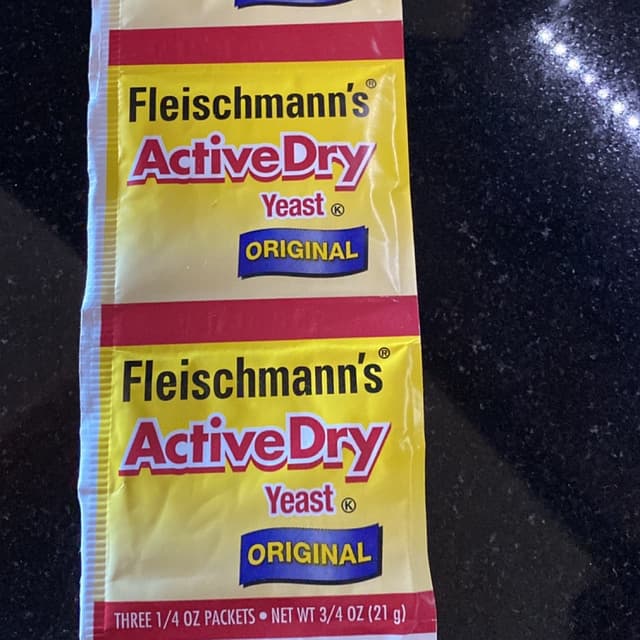 Fleischmann's®
ActiveDry
Yeast Ⓚ
ORIGINAL
Fleischmann's®
ActiveDry
Yeast Ⓚ
ORIGINAL
THREE 1/4 OZ PACKETS • NET WT 3/4 OZ (21 g)